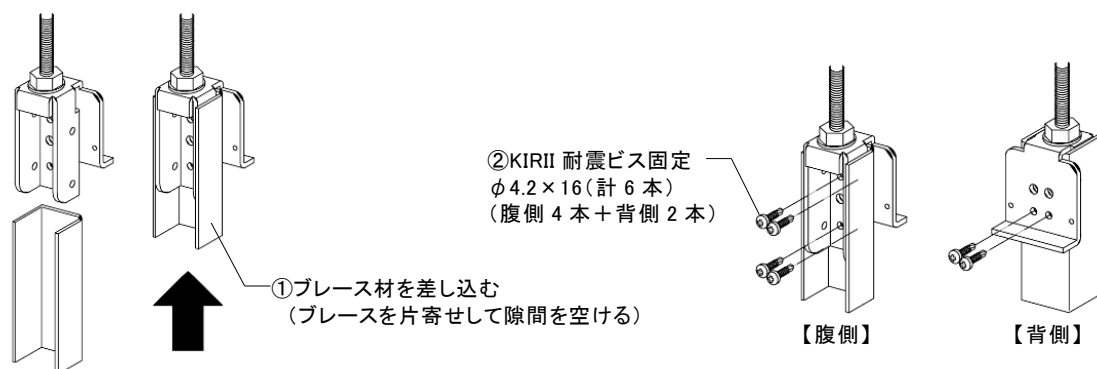 ①ブレース材を差し込む
(ブレースを片寄せして隙間を空ける)
②KIRII 耐震ビス固定
φ4.2×16(計 6 本)
(腹側 4 本+背側 2 本)
【腹側】
【背側】